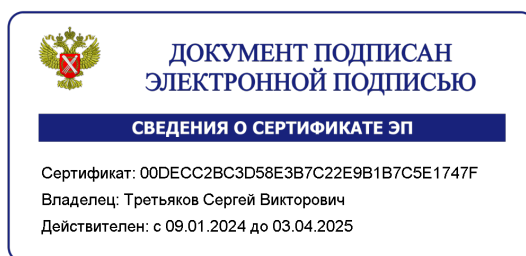 ДОКУМЕНТ ПОДПИСАН
ЭЛЕКТРОННОЙ ПОДПИСЬЮ
СВЕДЕНИЯ О СЕРТИФИКАТЕ ЭП
Сертификат: 00DECC2BC3D58E3B7C22E9B1B7C5E1747F
Владелец: Третьяков Сергей Викторович
Действителен: с 09.01.2024 до 03.04.2025